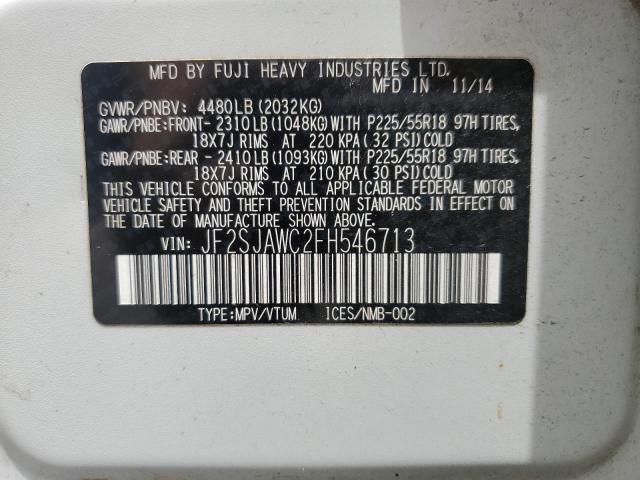 MFD BY FUJI HEAVY INDUSTRIES LTD.
MFD IN 11/14
GVWR/PNBV: 4480LB(2032KG)
GAWR/PNBE:FRONT- 2310LB(1048KG)WITH P225/55R18 97H TIRES,
18X7J RIMS AT 220 KPA( 32 PSI)COLD
GAWR/PNBE:REAR - 2410LB(1093KG)WITH P225/55R18 97H TIRES,
18X7J RIMS AT 210 KPA( 30 PSI)COLD
THIS VEHICLE CONFORMS TO ALL APPLICABLE FEDERAL MOTOR
VEHICLE SAFETY AND THEFT PREVENTION STANDARDS IN EFFECT
ON THE DATE OF MANUFACTURE SHOWN ABOVE.
VIN: JF2SJAWC2FH546713
TYPE:MPV/VTUM ICES/NMB-002